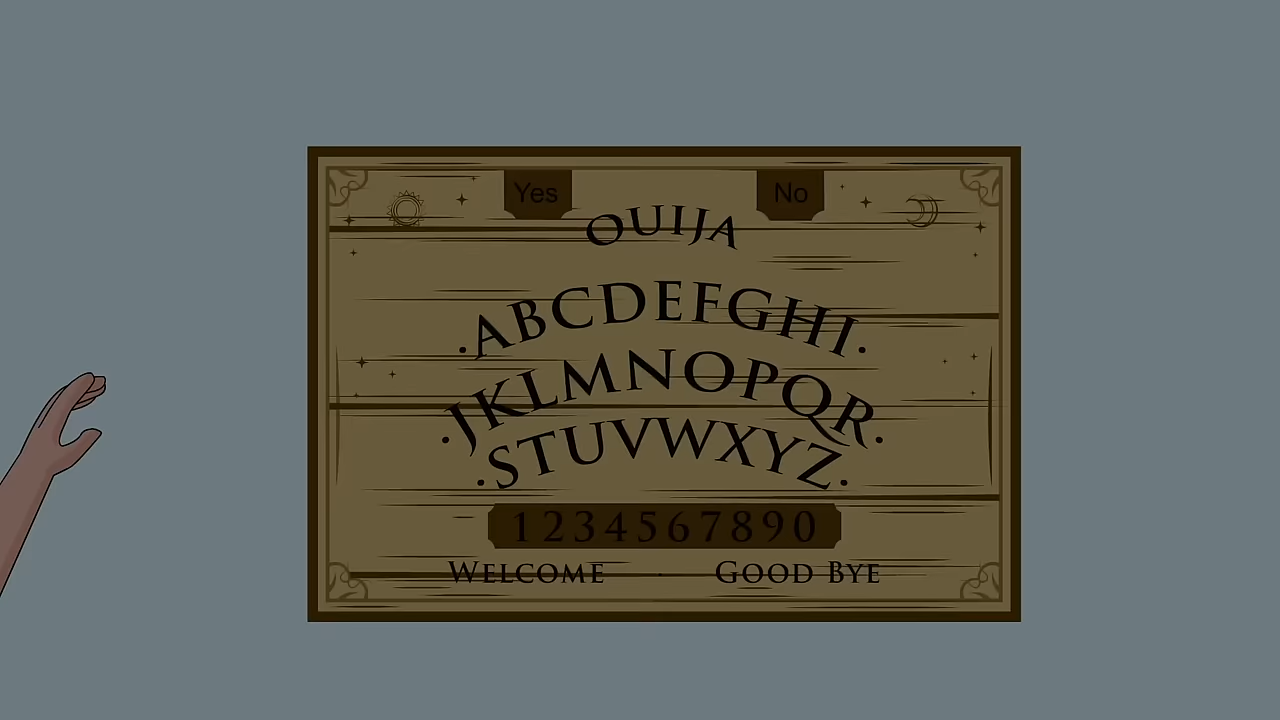 Yes No
OUIJA
.ABCDEFGHI.
.JKLMNOPQR.
.STUVWXYZ.
1234567890
WELCOME GOOD BYE